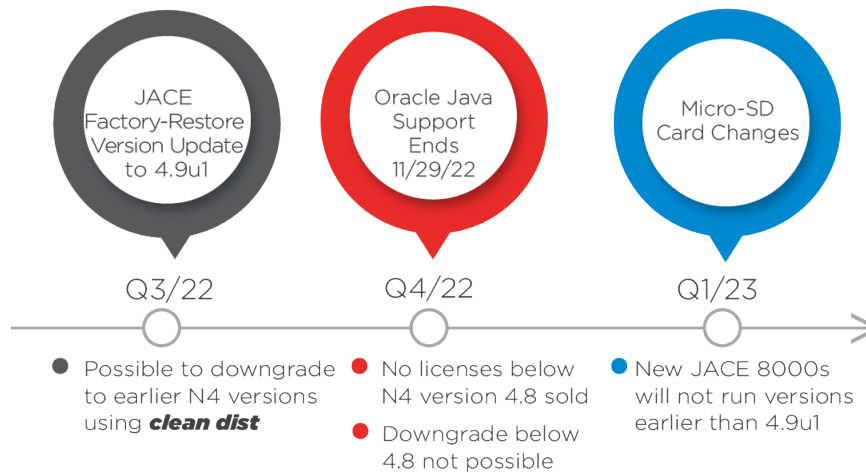 JACE
Factory-Restore
Version Update
to 4.9u1
Oracle Java
Support
Ends
11/29/22
Micro-SD
Card Changes
Q3/22
Q4/22
Q1/23
Possible to downgrade
to earlier N4 versions
using clean dist
No licenses below
N4 version 4.8 sold
Downgrade below
4.8 not possible
New JACE 8000s
will not run versions
earlier than 4.9u1